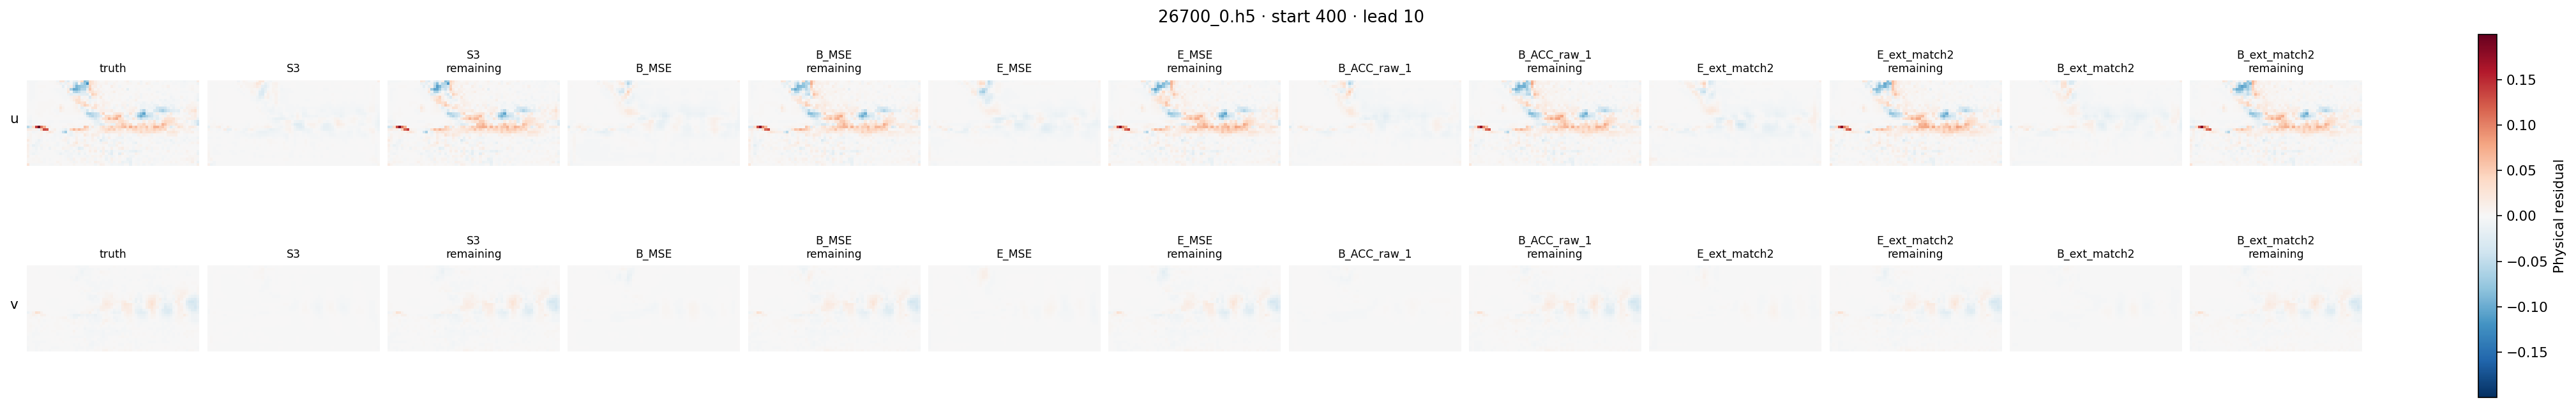 26700_0.h5 · start 400 · lead 10
truth
S3
S3
remaining
B_MSE
B_MSE
remaining
E_MSE
E_MSE
remaining
B_ACC_raw_1
B_ACC_raw_1
remaining
E_ext_match2
E_ext_match2
remaining
B_ext_match2
B_ext_match2
remaining
u
truth
S3
S3
remaining
B_MSE
B_MSE
remaining
E_MSE
E_MSE
remaining
B_ACC_raw_1
B_ACC_raw_1
remaining
E_ext_match2
E_ext_match2
remaining
B_ext_match2
B_ext_match2
remaining
v
0.15
0.10
0.05
0.00
−0.05
−0.10
−0.15
Physical residual